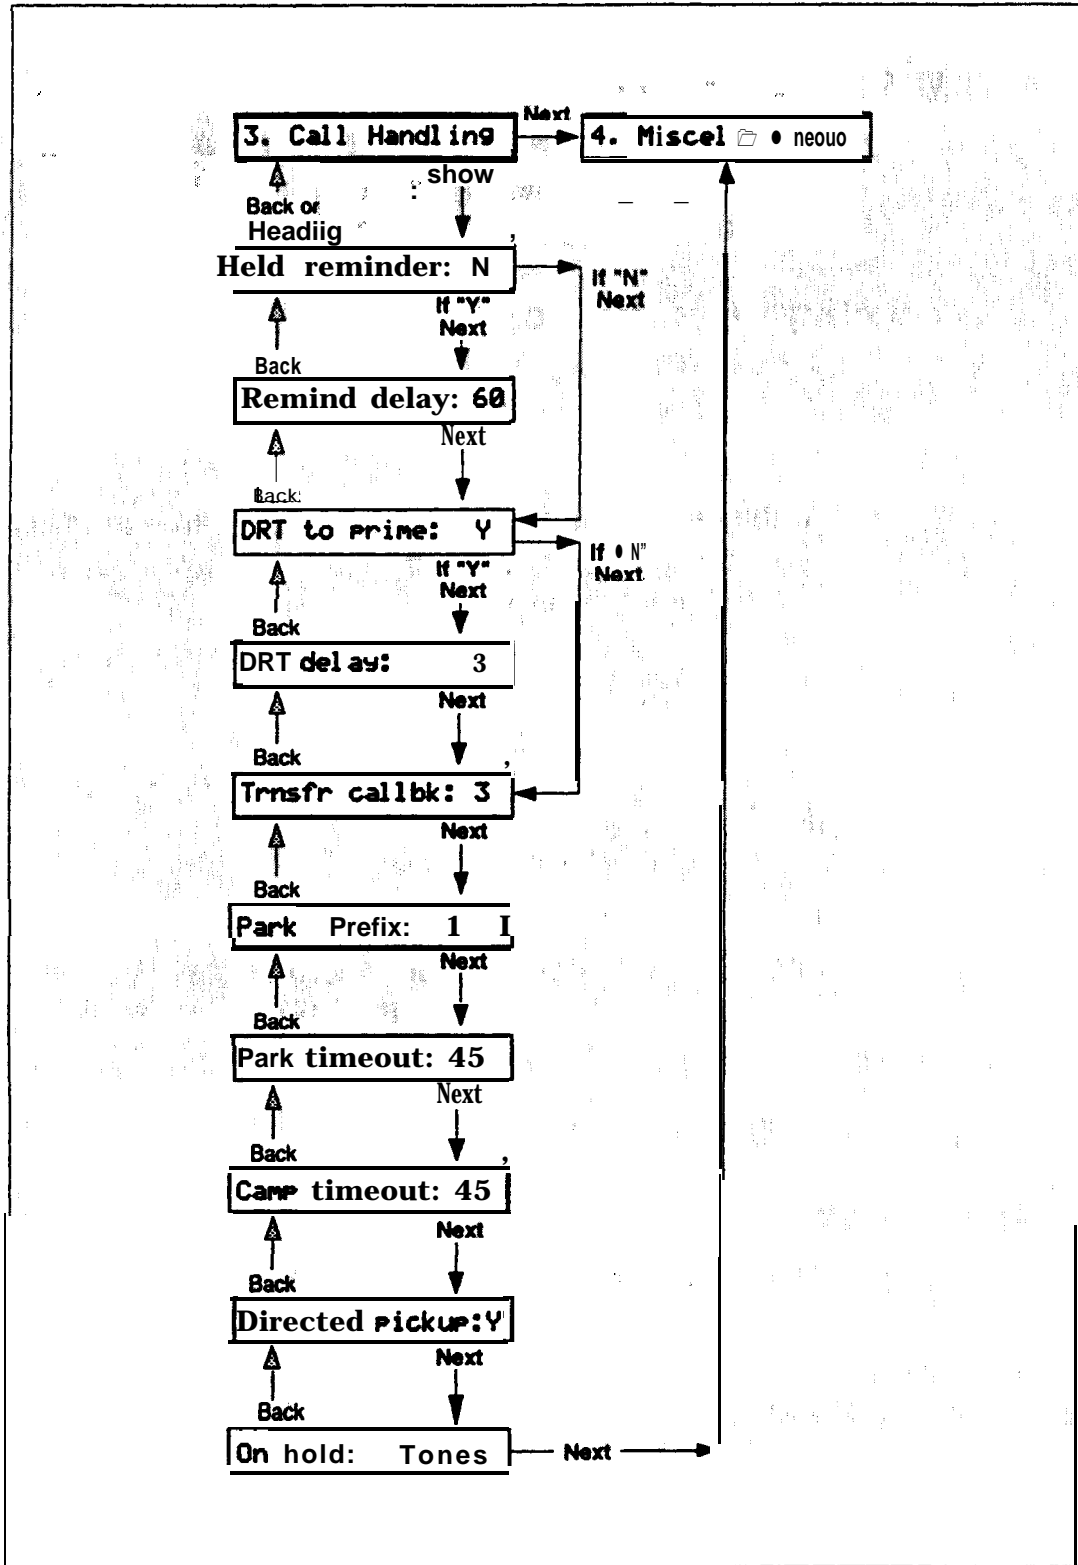 Next
3. Call Handling
4. Miscel 🗀 • neouo
show
Back or
Headiig
Held reminder: N
If "N"
Next
If "Y"
Next
Back
Remind delay: 60
Next
Back
DRT to prime: Y
If • N"
Next
If "Y"
Next
Back
DRT delay: 3
Next
Back
Trnsfr callbk: 3
Next
Back
Park Prefix: 1 I
Next
Back
Park timeout: 45
Next
Back
Camp timeout: 45
Next
Back
Directed pickup:Y
Next
Back
On hold: Tones
Next